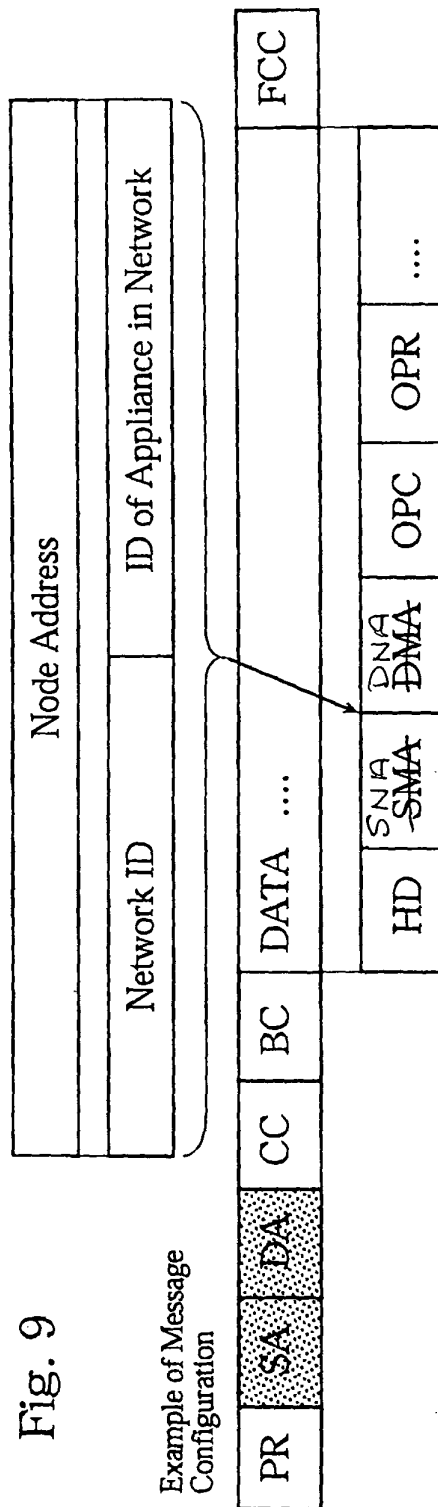 Fig. 9
Node Address
Network ID ID of Appliance in Network
Example of Message
Configuration
PR SA DA CC BC DATA .... FCC
SNA DNA
HD SMA DMA OPC OPR ....